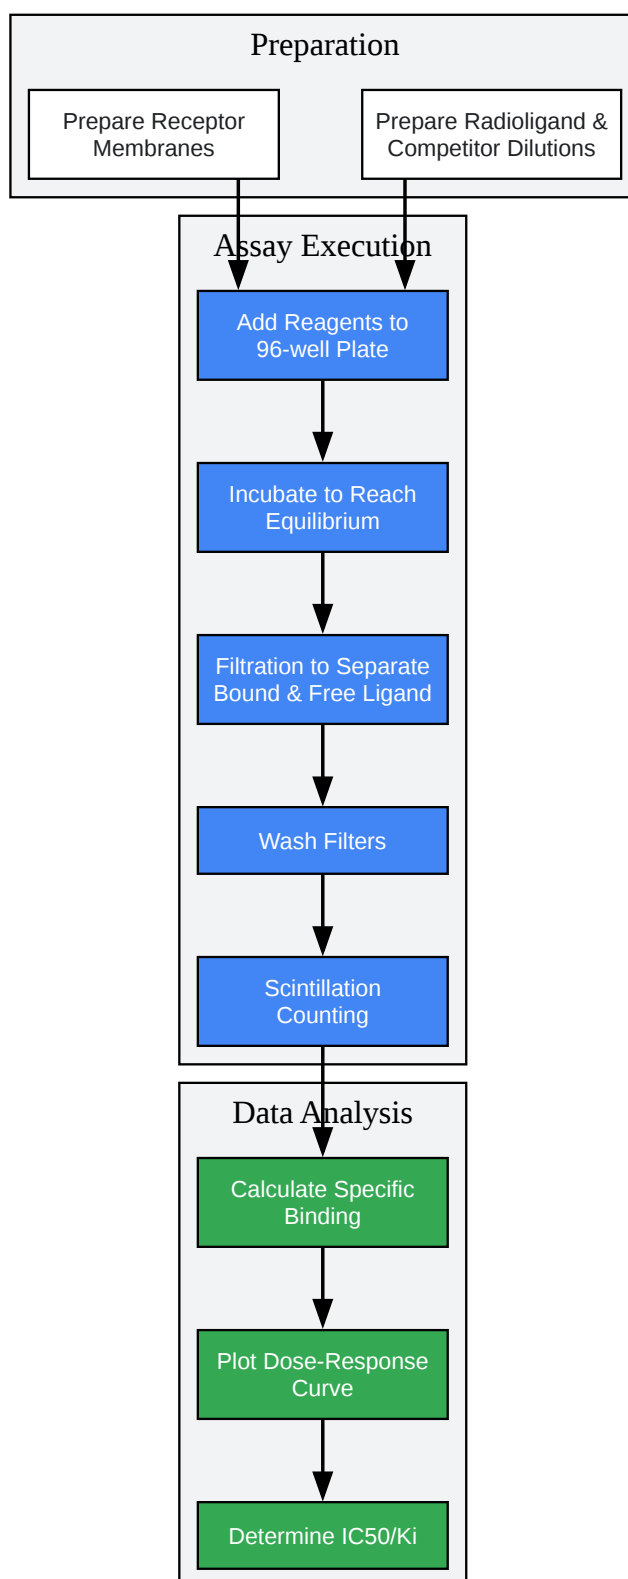 Preparation
Prepare Receptor
Membranes
Prepare Radioligand &
Competitor Dilutions
Assay Execution
Add Reagents to
96-well Plate
Incubate to Reach
Equilibrium
Filtration to Separate
Bound & Free Ligand
Wash Filters
Scintillation
Counting
Data Analysis
Calculate Specific
Binding
Plot Dose-Response
Curve
Determine IC50/Ki